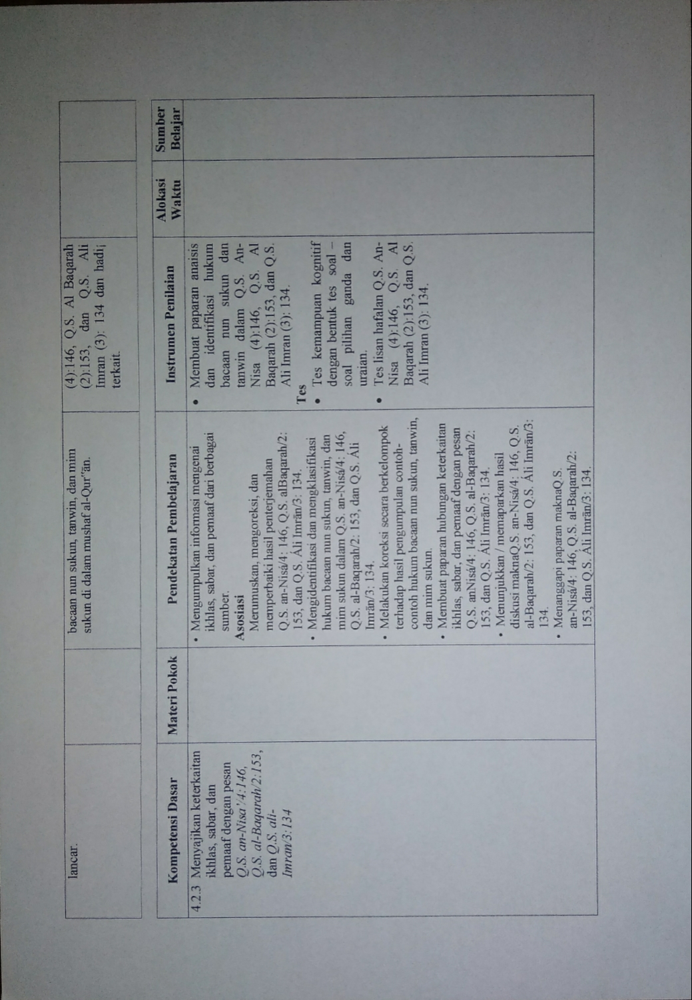 lancar.
bacaan nun sukun, tanwin, dan mim
sukun di dalam mushaf al-Qur"ān.
(4):146, Q.S. Al Baqarah
(2):153, dan Q.S. Ali
Imran (3): 134 dan hadi¡
terkait.
Kompetensi Dasar
Materi Pokok
Pendekatan Pembelajaran
Instrumen Penilaian
Alokasi
Waktu
Sumber
Belajar
4.2.3 Menyajikan keterkaitan
ikhlas, sabar, dan
pemaaf dengan pesan
Q.S. an-Nisa'/4:146,
Q.S. al-Baqarah/2:153,
dan Q.S. ali-
Imran/3:134
• Mengumpulkan informasi mengenai
ikhlas, sabar, dan pemaaf dari berbagai
sumber.
Asosiasi
Merumuskan, mengoreksi, dan
memperbaiki hasil penterjemahan
Q.S. an-Nisá/4: 146, Q.S. alBaqarah/2:
153, dan Q.S. Áli Imrān/3: 134.
• Mengidentifikasi dan mengklasifikasi
hukum bacaan nun sukun, tanwin, dan
mim sukun dalam Q.S. an-Nisá/4: 146,
Q.S. al-Baqarah/2: 153, dan Q.S. Áli
Imrān/3: 134.
• Melakukan koreksi secara berkelompok
terhadap hasil pengumpulan contoh-
contoh hukum bacaan nun sukun, tanwin,
dan mim sukun.
• Membuat paparan hubungan keterkaitan
ikhlas, sabar, dan pemaaf dengan pesan
Q.S. anNisá/4: 146, Q.S. al-Baqarah/2:
153, dan Q.S. Áli Imrān/3: 134.
• Menunjukkan / memaparkan hasil
diskusi maknaQ.S. an-Nisá/4: 146, Q.S.
al-Baqarah/2: 153, dan Q.S. Áli Imrān/3:
134.
• Menanggapi paparan maknaQ.S.
an-Nisá/4: 146, Q.S. al-Baqarah/2:
153, dan Q.S. Áli Imrān/3: 134.
• Membuat paparan anaisis
dan identifikasi hukum
bacaan nun sukun dan
tanwin dalam Q.S. An-
Nisa (4):146, Q.S. Al
Baqarah (2):153, dan Q.S.
Ali Imran (3): 134.
Tes
• Tes kemampuan kognitif
dengan bentuk tes soal –
soal pilihan ganda dan
uraian.
• Tes lisan hafalan Q.S. An-
Nisa (4):146, Q.S. Al
Baqarah (2):153, dan Q.S.
Ali Imran (3): 134.